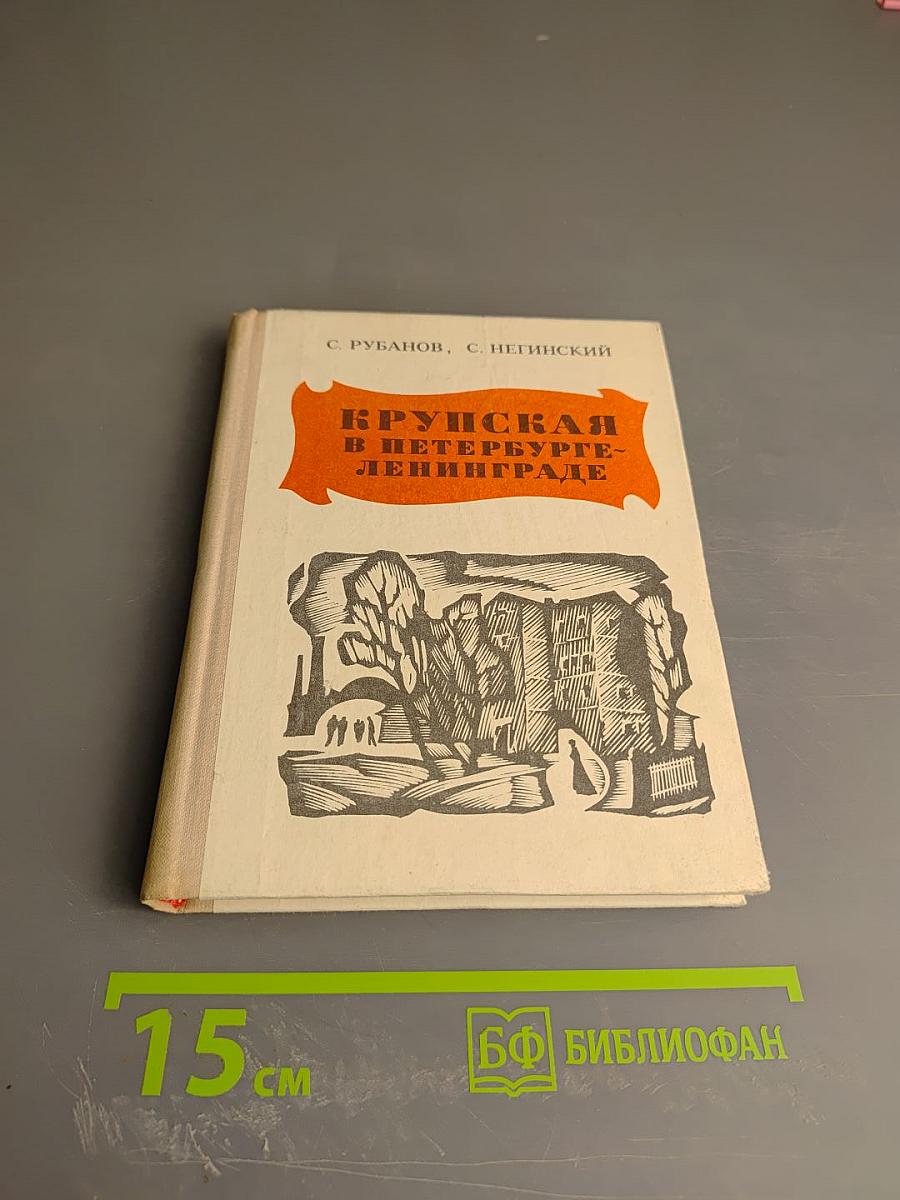 С. РУБАНОВ, С. НЕГИНСКИЙ
КРУПСКАЯ
В ПЕТЕРБУРГЕ-
ЛЕНИНГРАДЕ
15 см
БФ БИБЛИОФАН